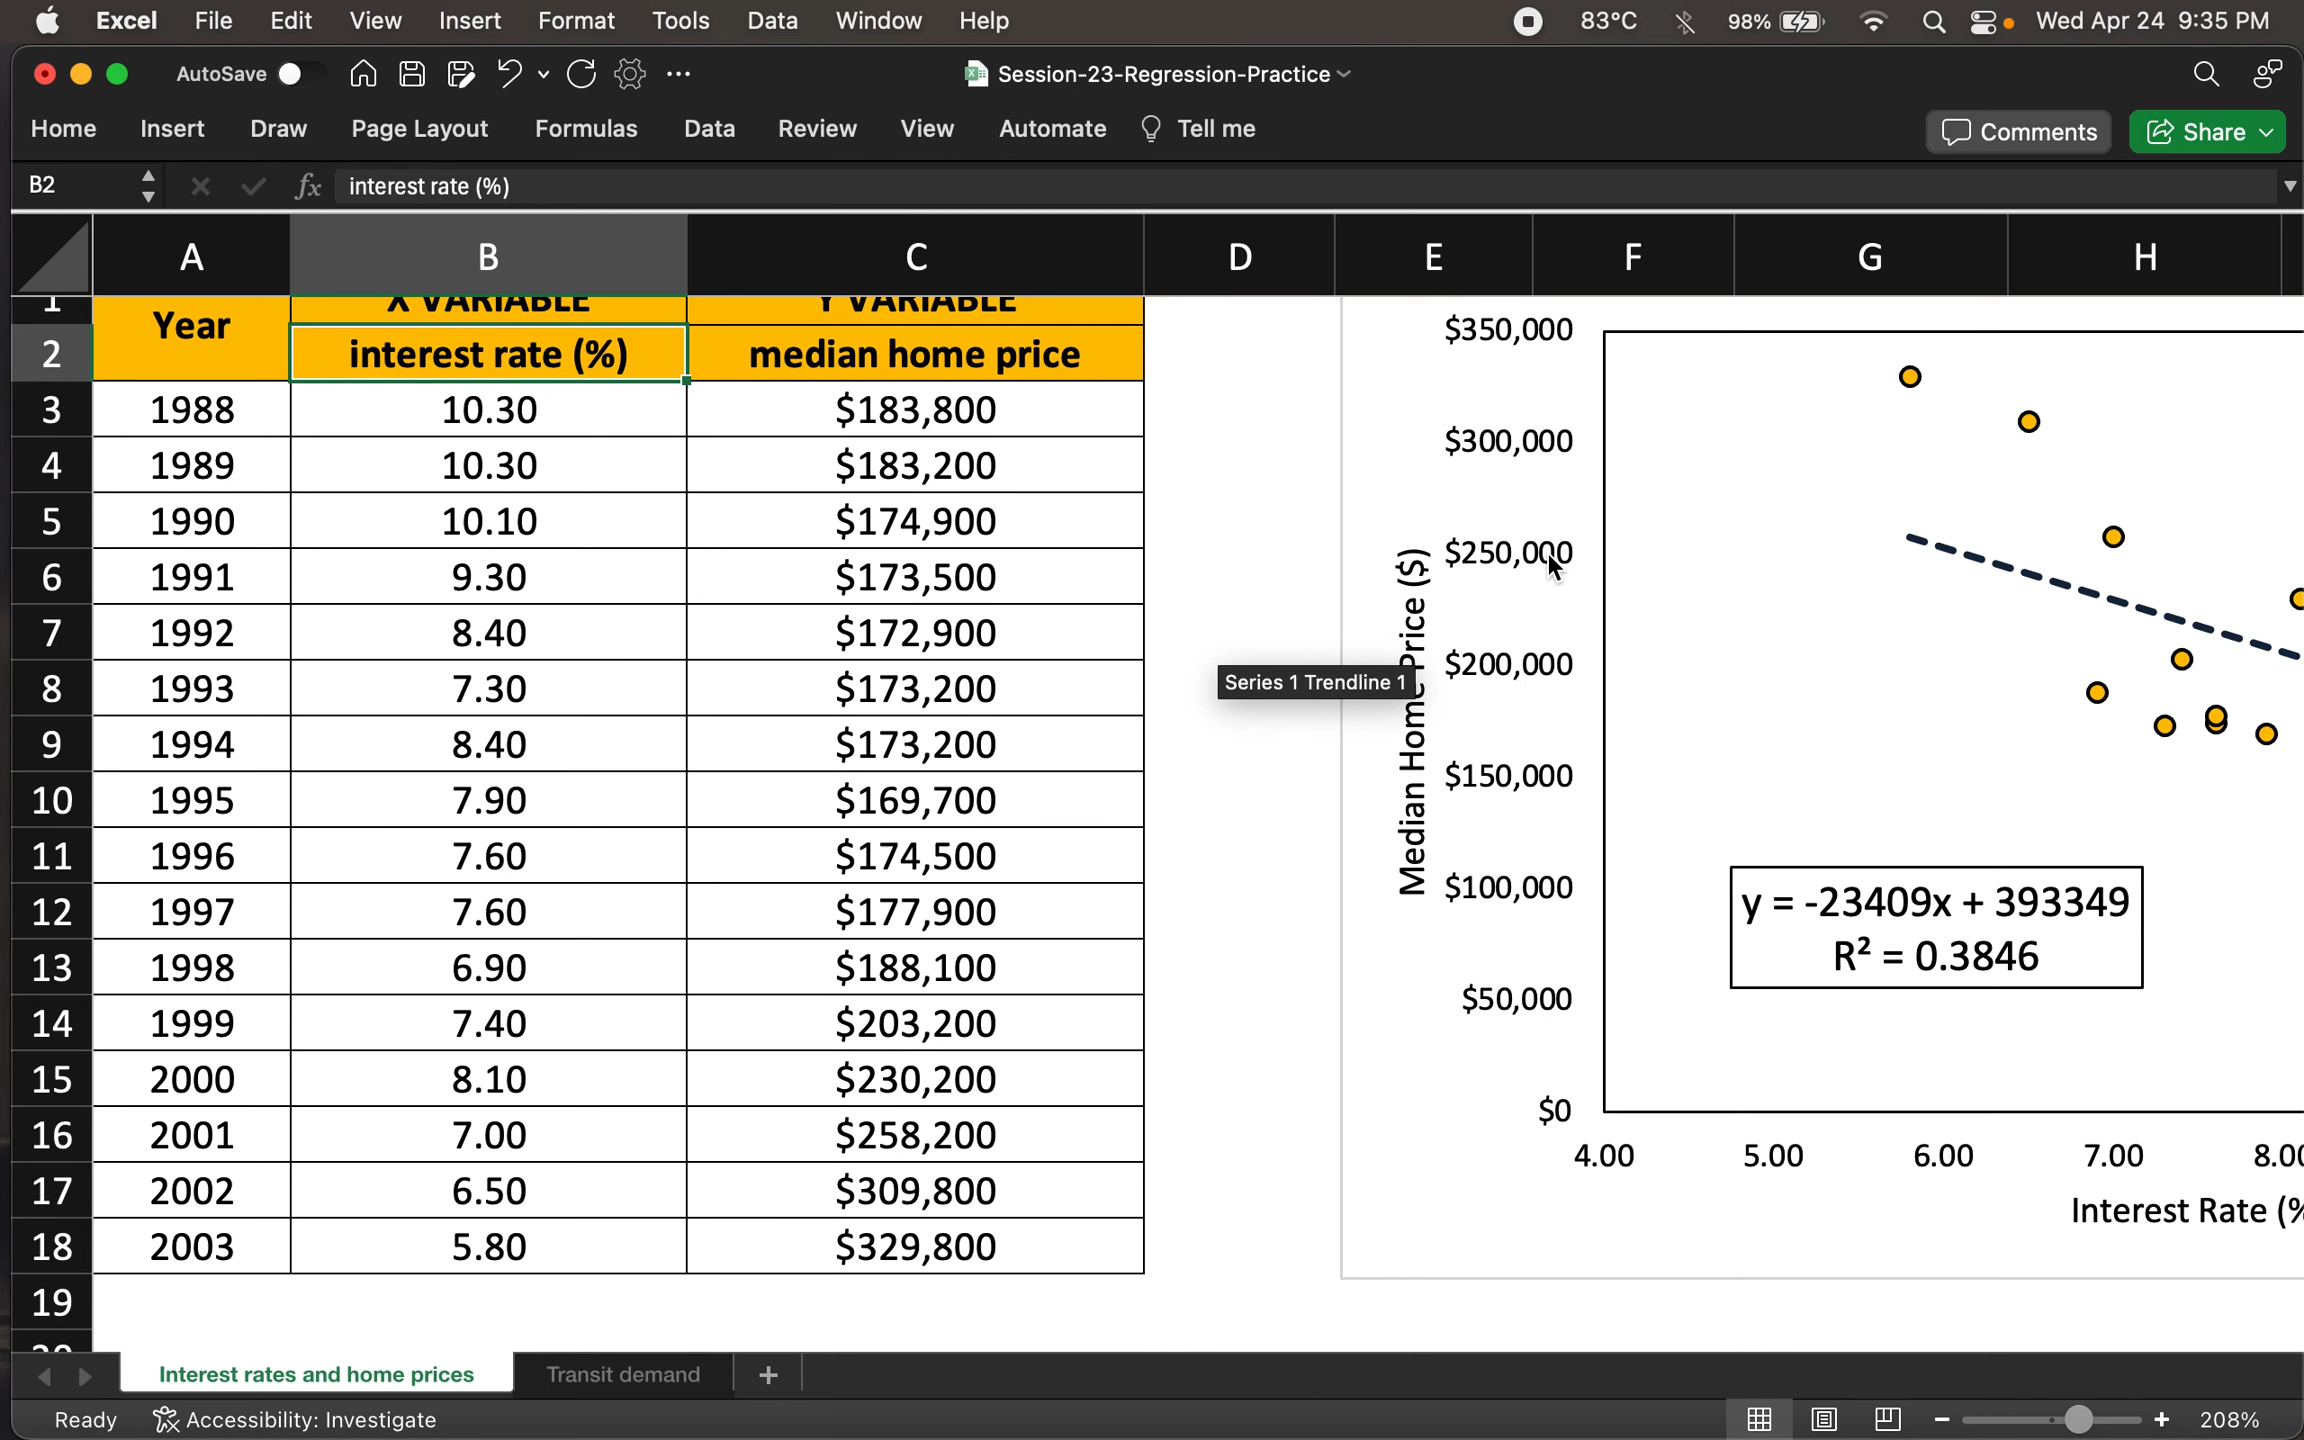 Excel File Edit View Insert Format Tools Data Window Help 83°C 98% Wed Apr 24 9:35 PM
AutoSave Session-23-Regression-Practice
Home Insert Draw Page Layout Formulas Data Review View Automate Tell me Comments Share
B2 fx interest rate (%)
A B C D E F G H
1 Year X VARIABLE Y VARIABLE
2 interest rate (%) median home price
3 1988 10.30 $183,800
4 1989 10.30 $183,200
5 1990 10.10 $174,900
6 1991 9.30 $173,500
7 1992 8.40 $172,900
8 1993 7.30 $173,200
9 1994 8.40 $173,200
10 1995 7.90 $169,700
11 1996 7.60 $174,500
12 1997 7.60 $177,900
13 1998 6.90 $188,100
14 1999 7.40 $203,200
15 2000 8.10 $230,200
16 2001 7.00 $258,200
17 2002 6.50 $309,800
18 2003 5.80 $329,800
19
20
Median Home Price ($)
$350,000
$300,000
$250,000
$200,000
$150,000
$100,000
$50,000
$0
Series 1 Trendline 1
y = -23409x + 393349
R² = 0.3846
4.00 5.00 6.00 7.00 8.00
Interest Rate (%
Interest rates and home prices Transit demand +
Ready Accessibility: Investigate 208%